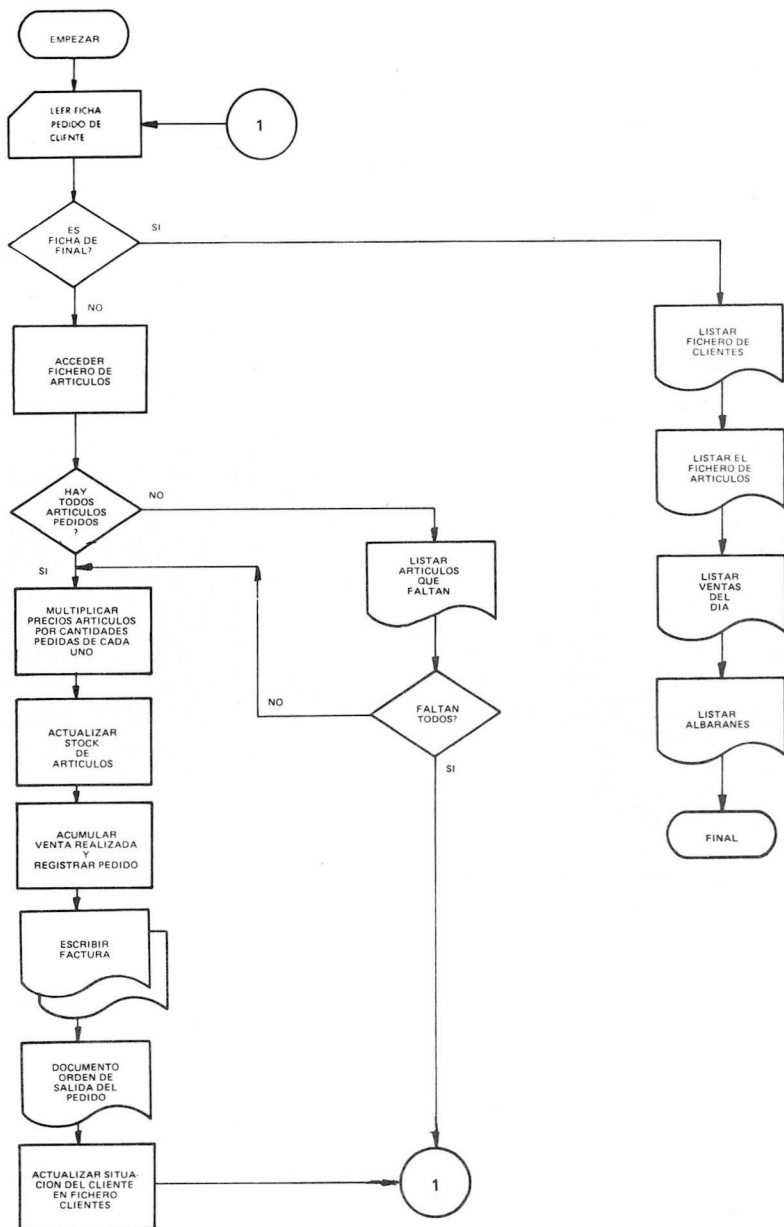 EMPEZAR
LEER FICHA
PEDIDO DE
CLIENTE
1
ES
FICHA DE
FINAL?
SI
NO
ACCEDER
FICHERO DE
ARTICULOS
HAY
TODOS
ARTICULOS
PEDIDOS
?
NO
SI
LISTAR
ARTICULOS
QUE
FALTAN
FALTAN
TODOS?
NO
SI
MULTIPLICAR
PRECIOS ARTICULOS
POR CANTIDADES
PEDIDAS DE CADA
UNO
ACTUALIZAR
STOCK
DE
ARTICULOS
ACUMULAR
VENTA REALIZADA
Y
REGISTRAR PEDIDO
ESCRIBIR
FACTURA
DOCUMENTO
ORDEN DE
SALIDA DEL
PEDIDO
ACTUALIZAR SITUA-
CION DEL CLIENTE
EN FICHERO
CLIENTES
1
LISTAR
FICHERO DE
CLIENTES
LISTAR EL
FICHERO DE
ARTICULOS
LISTAR
VENTAS
DEL
DIA
LISTAR
ALBARANES
FINAL